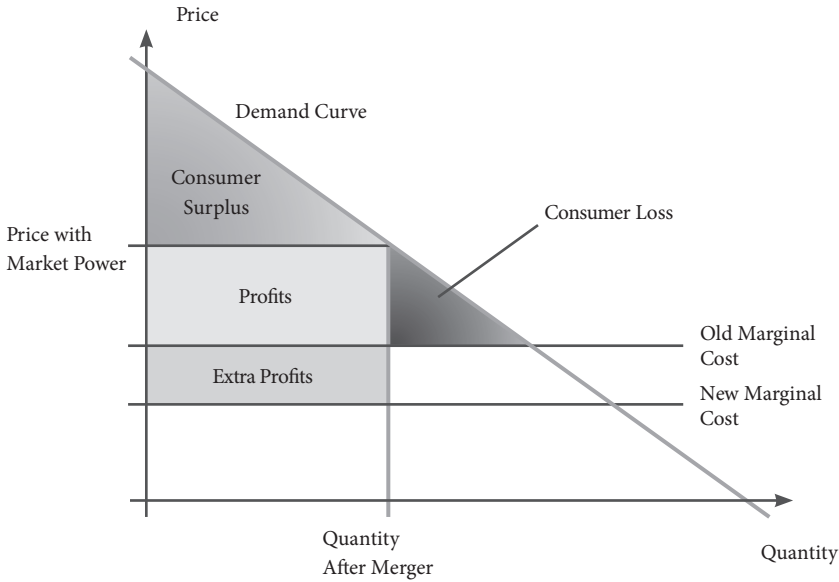 Price
Demand Curve
Consumer
Surplus
Consumer Loss
Price with
Market Power
Profits
Old Marginal
Cost
Extra Profits
New Marginal
Cost
Quantity
After Merger
Quantity